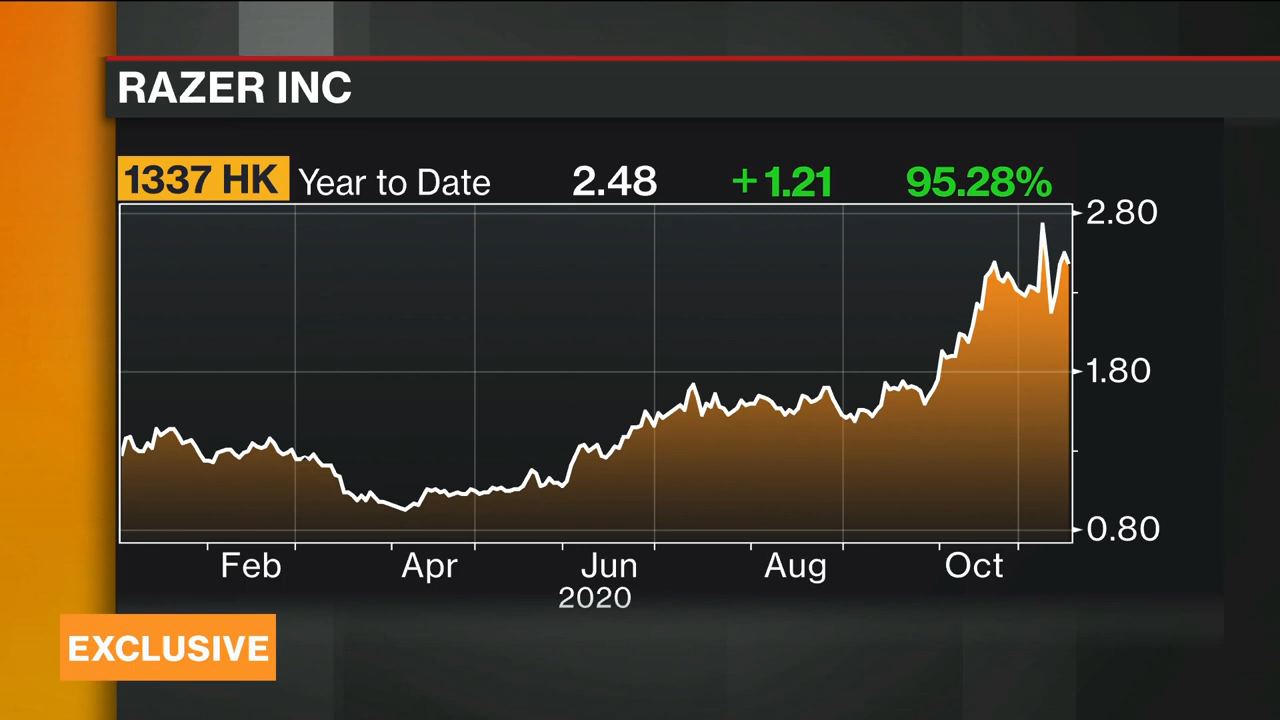 RAZER INC
1337 HK Year to Date 2.48 +1.21 95.28%
2.80
1.80
0.80
Feb Apr Jun Aug Oct
2020
EXCLUSIVE